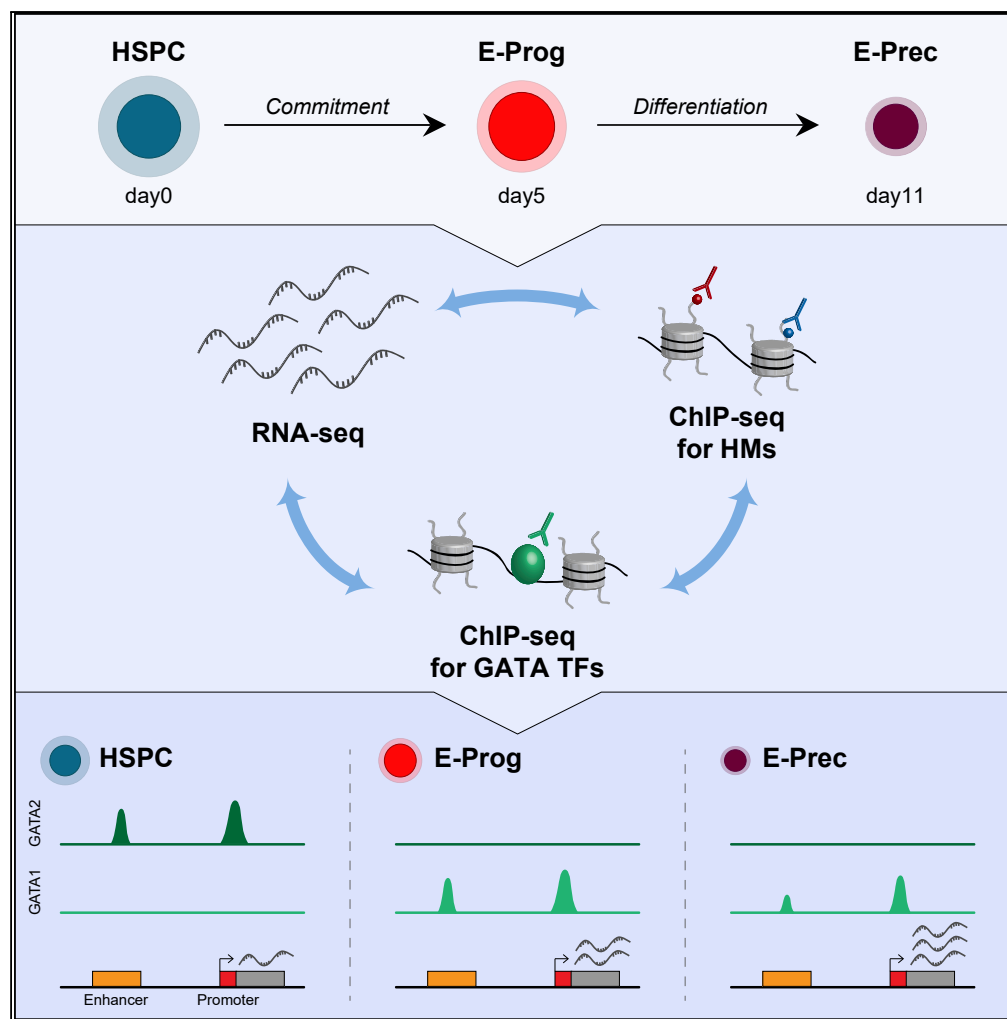 HSPC
E-Prog
E-Prec
Commitment
Differentiation
day0
day5
day11
RNA-seq
ChIP-seq
for HMs
ChIP-seq
for GATA TFs
HSPC
E-Prog
E-Prec
GATA2
GATA1
Enhancer
Promoter